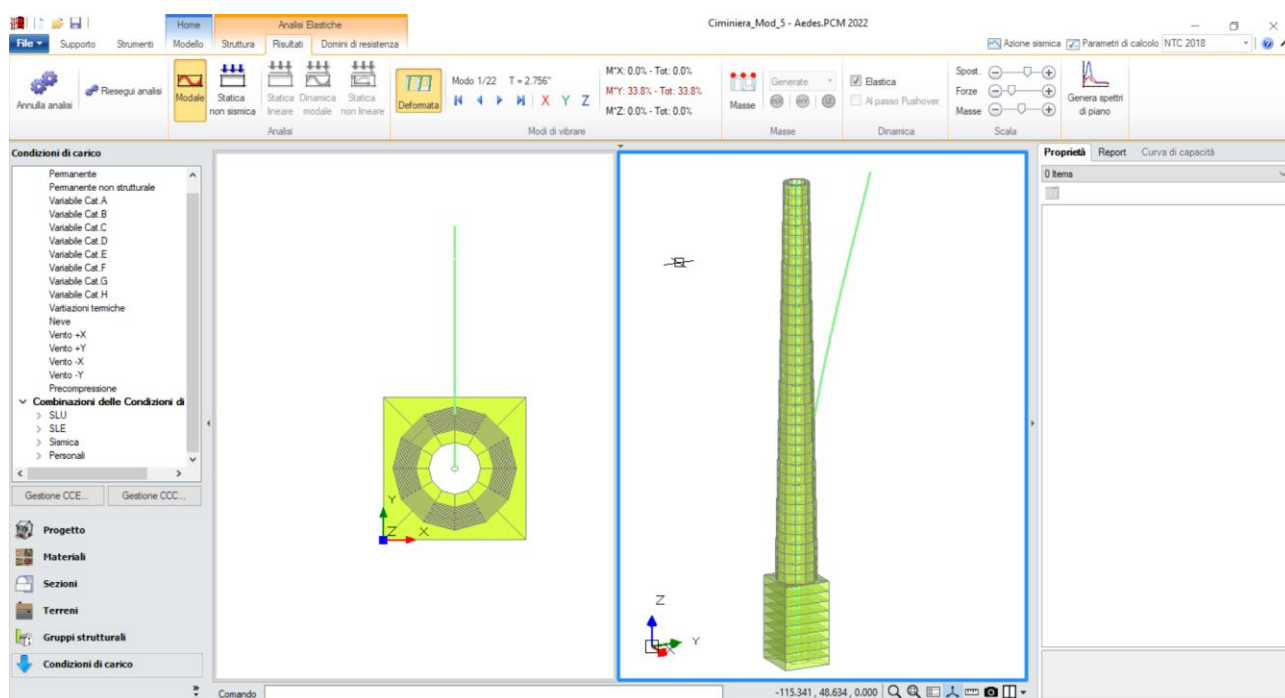 Ciminiera_Mod_5 - Aedes.PCM 2022
Home
Analisi Elastiche
File Supporto Strumenti Modello Struttura Risultati Domini di resistenza
Azione sismica Parametri di calcolo NTC 2018
Annulla analisi
Resegui analisi
Modale
Statica non sismica
Statica lineare
Dinamica modale
Statica non lineare
Analisi
Deformata
Modo 1/22 T = 2.756"
X Y Z
M*X: 0.0% - Tot: 0.0%
M*Y: 33.8% - Tot: 33.8%
M*Z: 0.0% - Tot: 0.0%
Modi di vibrare
Masse
Generate
Masse
Elastica
Al passo Pushover
Dinamica
Spost.
Forze
Masse
Scala
Genera spettri di piano
Condizioni di carico
Permanente
Permanente non strutturale
Variabile Cat.A
Variabile Cat.B
Variabile Cat.C
Variabile Cat.D
Variabile Cat.E
Variabile Cat.F
Variabile Cat.G
Variabile Cat.H
Variazioni termiche
Neve
Vento +X
Vento +Y
Vento -X
Vento -Y
Precompressione
Combinazioni delle Condizioni di
SLU
SLE
Sismica
Personali
Gestione CCE...
Gestione CCC...
Progetto
Materiali
Sezioni
Terreni
Gruppi strutturali
Condizioni di carico
Y
Z
X
Z
Y
X
Proprietà Report Curva di capacità
0 Items
Comando
-115.341 , 48.634 , 0.000